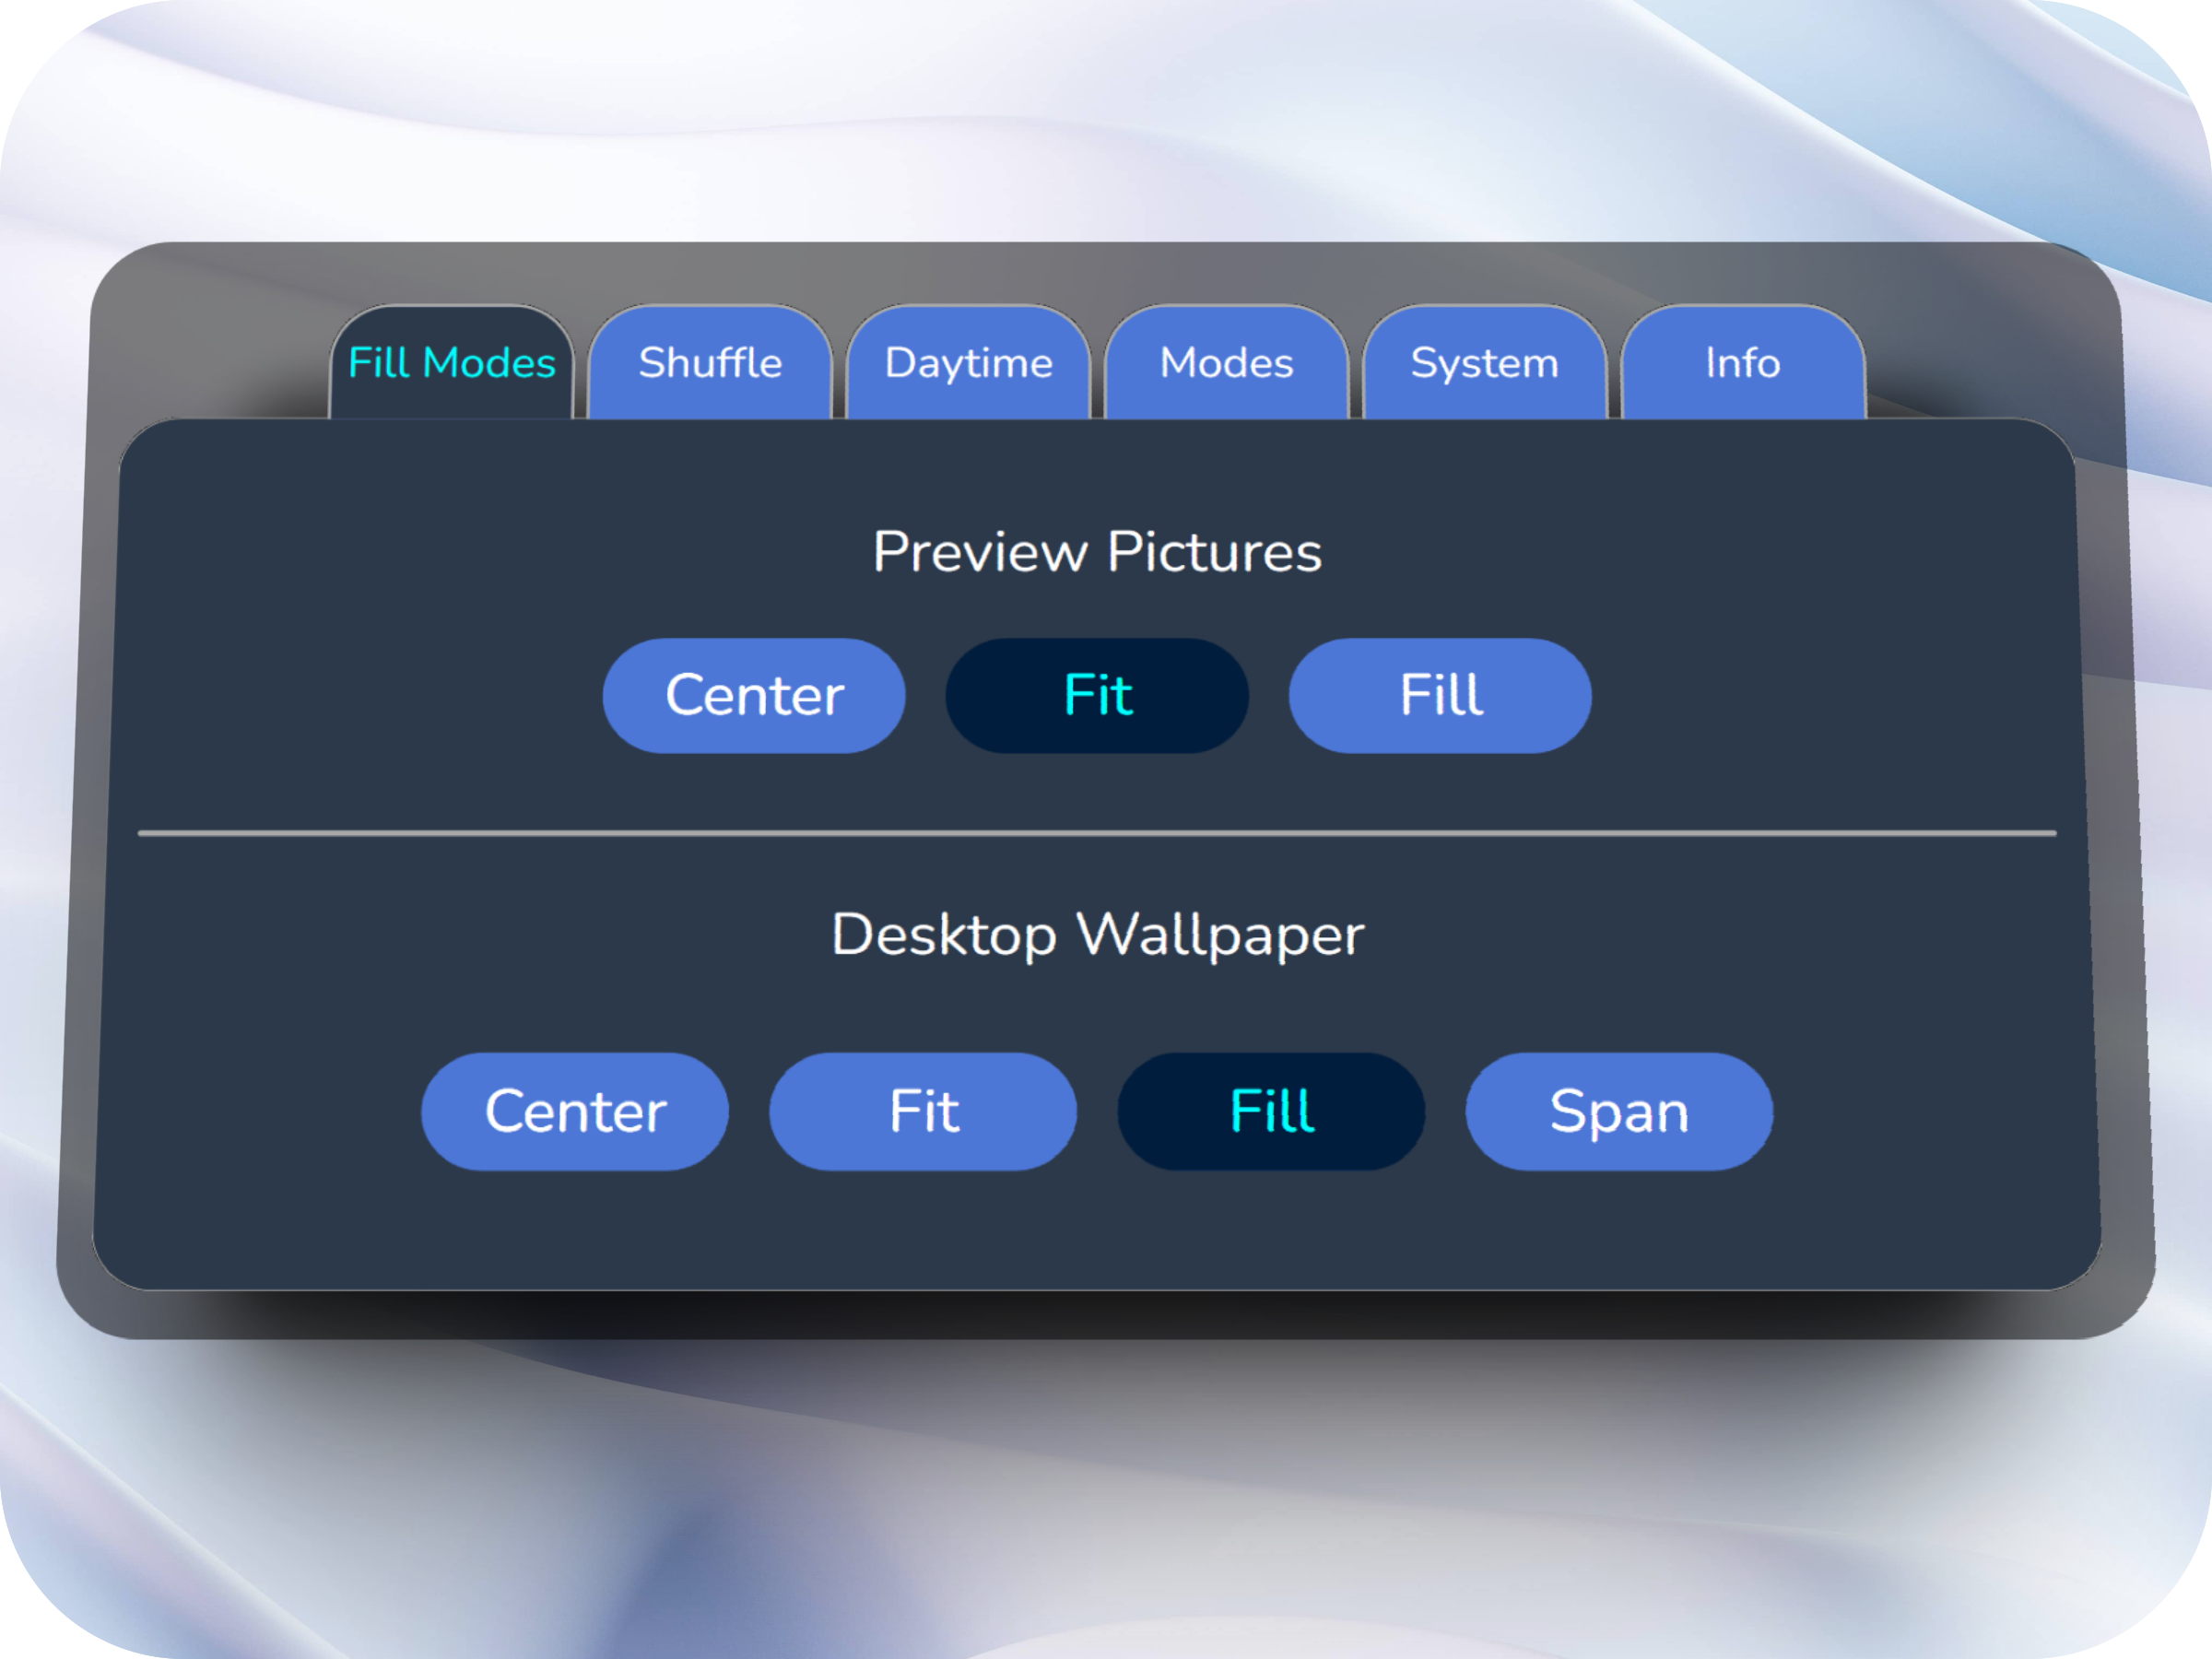 Fill Modes Shuffle Daytime Modes System Info
Preview Pictures
Center Fit Fill
Desktop Wallpaper
Center Fit Fill Span